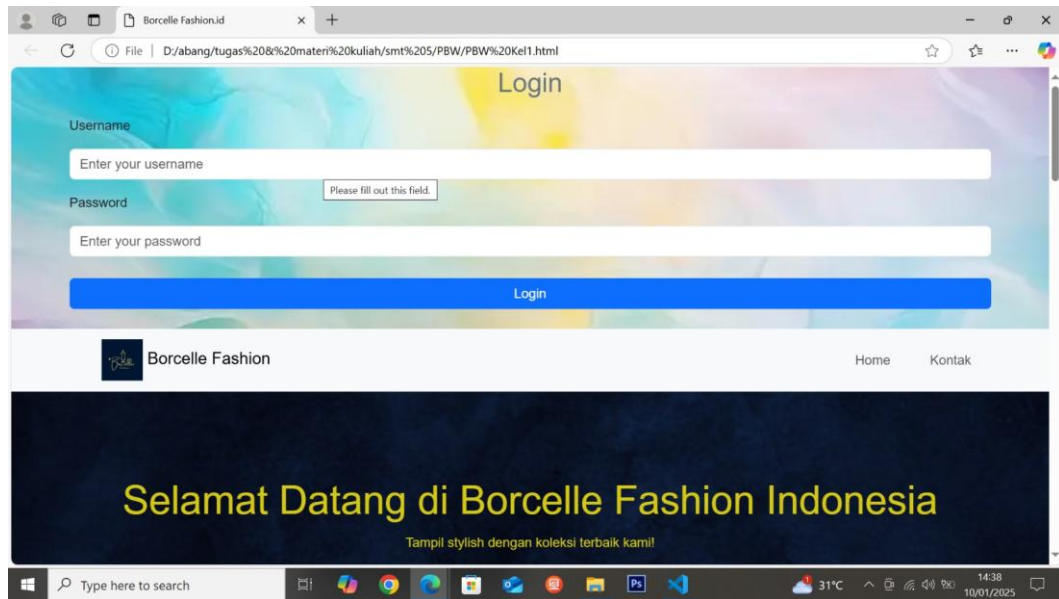 Borcelle Fashion.id
File | D:/abang/tugas%20&%20materi%20kuliah/smt%205/PBW/PBW%20Kel1.html
Login
Username
Enter your username
Please fill out this field.
Password
Enter your password
Login
Borcelle Fashion
Home
Kontak
Selamat Datang di Borcelle Fashion Indonesia
Tampil stylish dengan koleksi terbaik kami!
Type here to search
Ps
31°C
14:38
10/01/2025